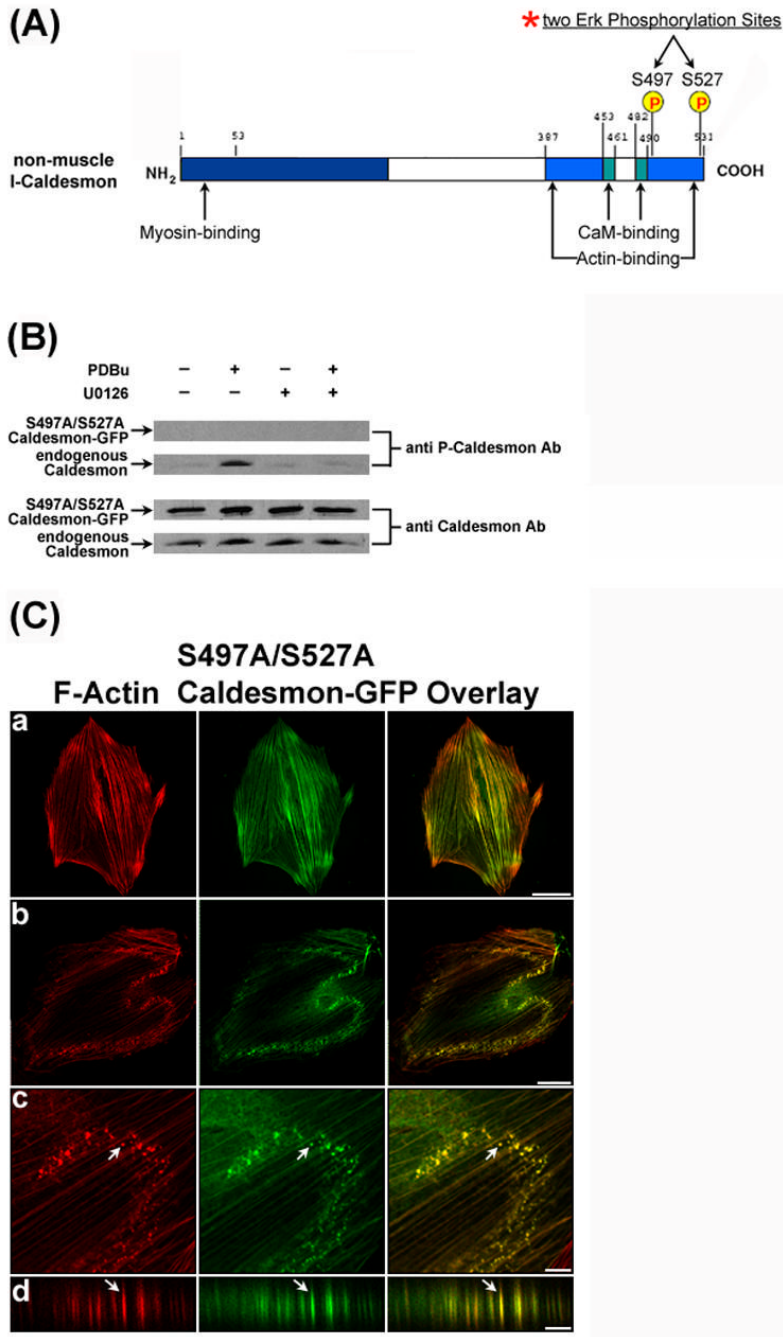 (A)
* two Erk Phosphorylation Sites
S497 S527
P P
1 53 387 453 461 482 490 531
non-muscle
l-Caldesmon
NH2
COOH
Myosin-binding
CaM-binding
Actin-binding
(B)
PDBu – + – +
U0126 – – + +
S497A/S527A
Caldesmon-GFP
endogenous
Caldesmon
anti P-Caldesmon Ab
S497A/S527A
Caldesmon-GFP
endogenous
Caldesmon
anti Caldesmon Ab
(C)
F-Actin
S497A/S527A
Caldesmon-GFP
Overlay
a
b
c
d